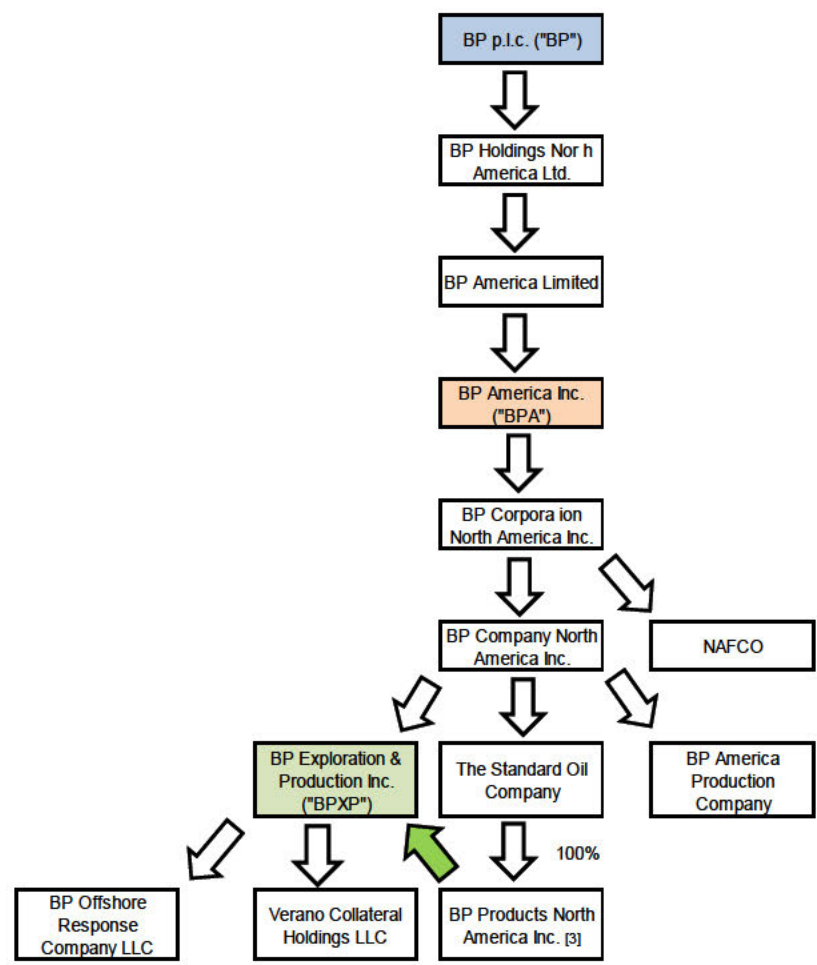 BP p.l.c. ("BP")
BP Holdings Nor h
America Ltd.
BP America Limited
BP America Inc.
("BPA")
BP Corpora ion
North America Inc.
BP Company North
America Inc.
NAFCO
BP Exploration &
Production Inc.
("BPXP")
The Standard Oil
Company
BP America
Production
Company
100%
BP Offshore
Response
Company LLC
Verano Collateral
Holdings LLC
BP Products North
America Inc. [3]